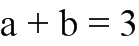 a + b = 3